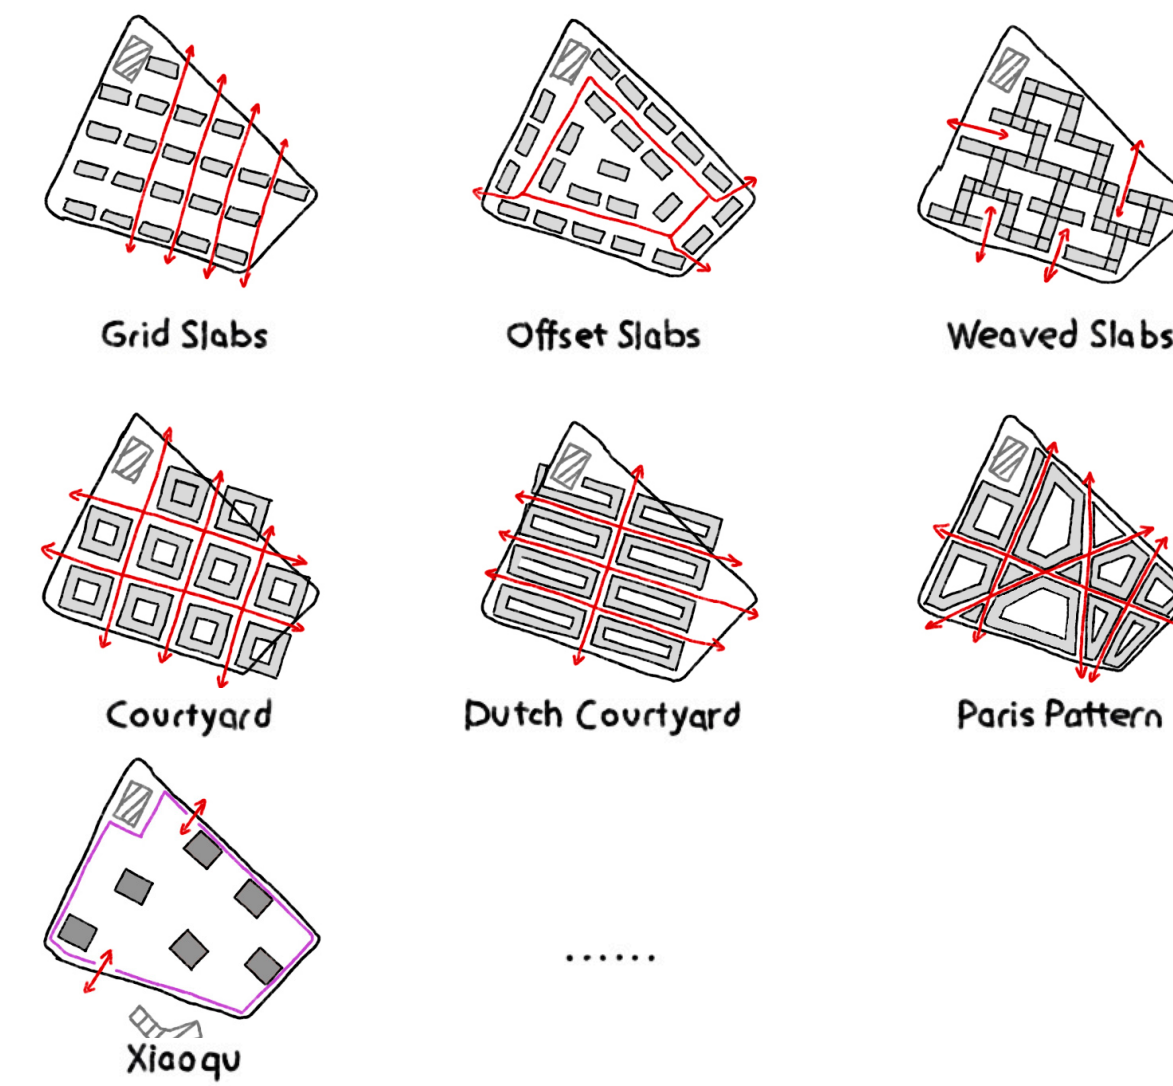 Grid Slabs
Offset Slabs
Weaved Slabs
Courtyard
Dutch Courtyard
Paris Pattern
Xiaoqu
......